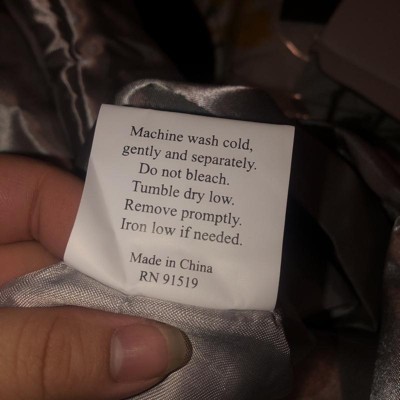 Machine wash cold,
gently and separately.
Do not bleach.
Tumble dry low.
Remove promptly.
Iron low if needed.
Made in China
RN 91519